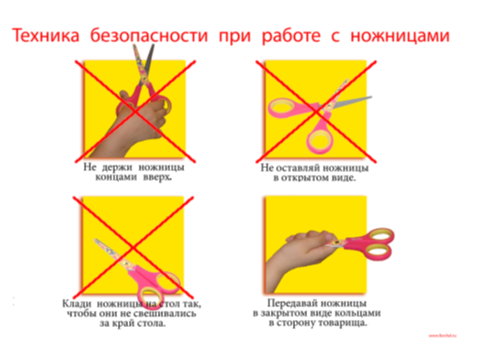 Техника безопасности при работе с ножницами
Не держи ножницы
концами вверх.
Не оставляй ножницы
в открытом виде.
Клади ножницы на стол так,
чтобы они не свешивались
за край стола.
Передавай ножницы
в закрытом виде кольцами
в сторону товарища.